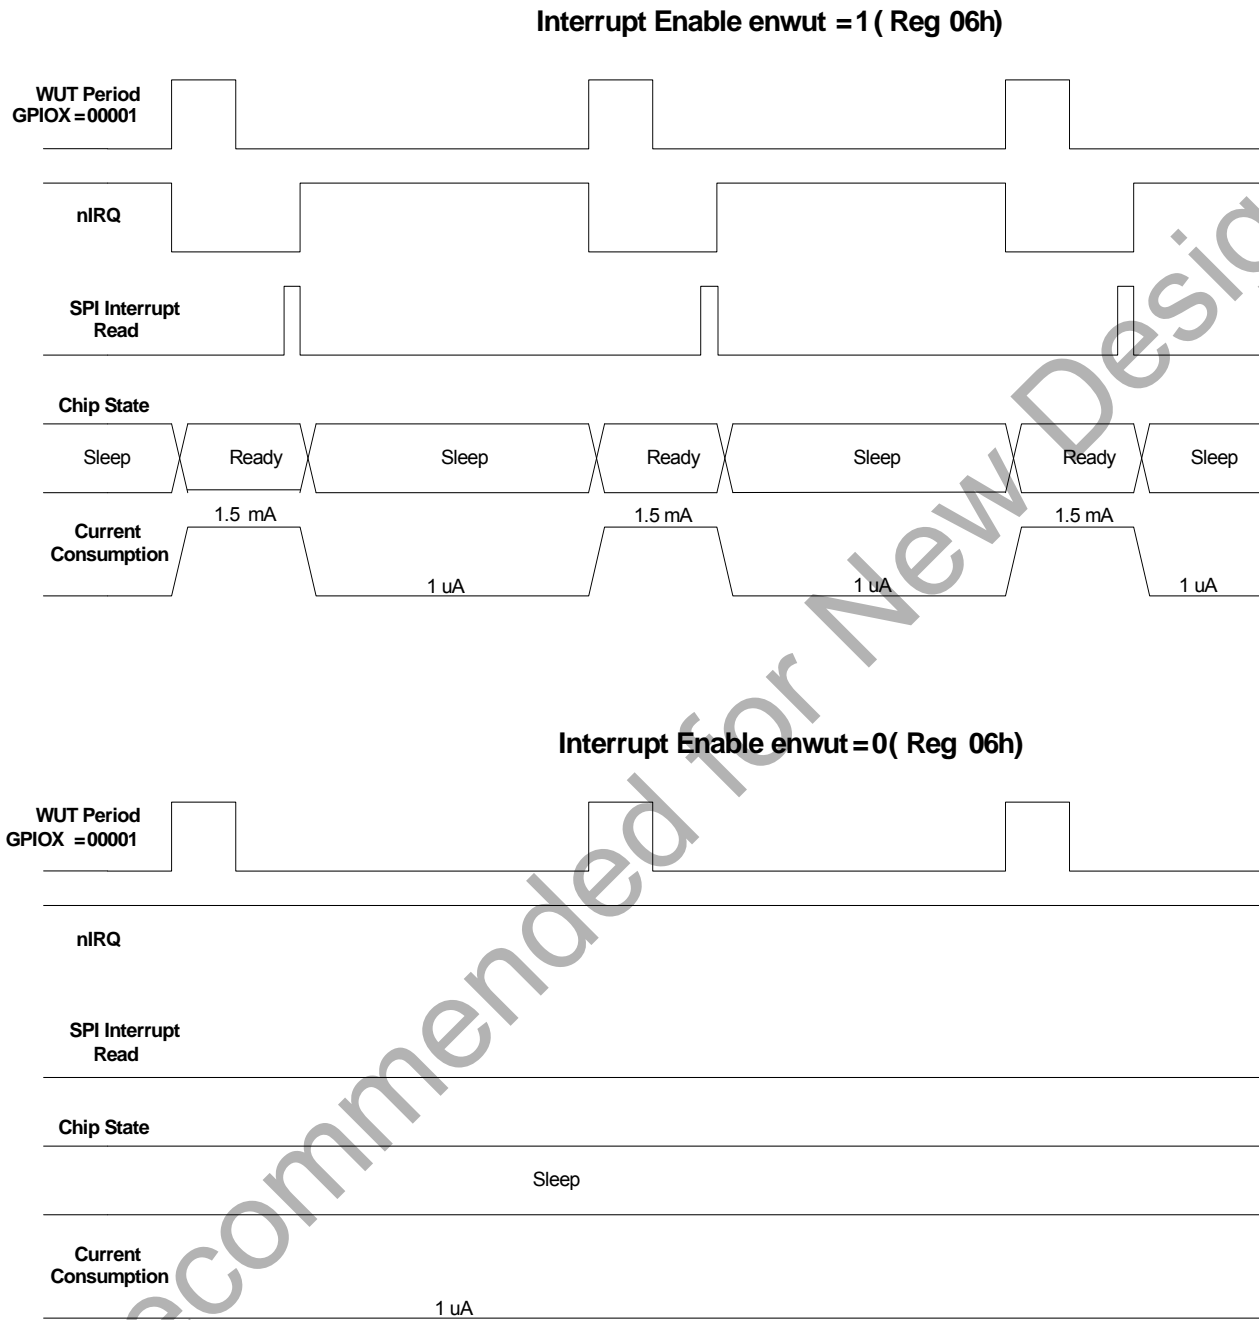 Interrupt Enable enwut =1 ( Reg 06h)
WUT Period
GPIOX =00001
nIRQ
SPI Interrupt
Read
Chip State
Sleep Ready Sleep Ready Sleep Ready Sleep
1.5 mA 1.5 mA 1.5 mA
Current
Consumption
1 uA 1 uA 1 uA
Interrupt Enable enwut =0( Reg 06h)
WUT Period
GPIOX =00001
nIRQ
SPI Interrupt
Read
Chip State
Sleep
Current
Consumption
1 uA
ecommended for New Desig